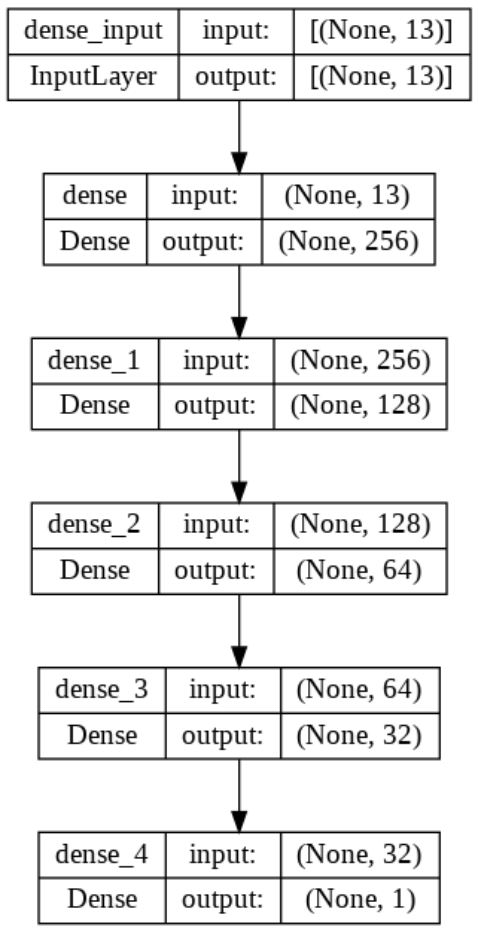 dense_input input: [(None, 13)]
InputLayer output: [(None, 13)]
dense input: (None, 13)
Dense output: (None, 256)
dense_1 input: (None, 256)
Dense output: (None, 128)
dense_2 input: (None, 128)
Dense output: (None, 64)
dense_3 input: (None, 64)
Dense output: (None, 32)
dense_4 input: (None, 32)
Dense output: (None, 1)